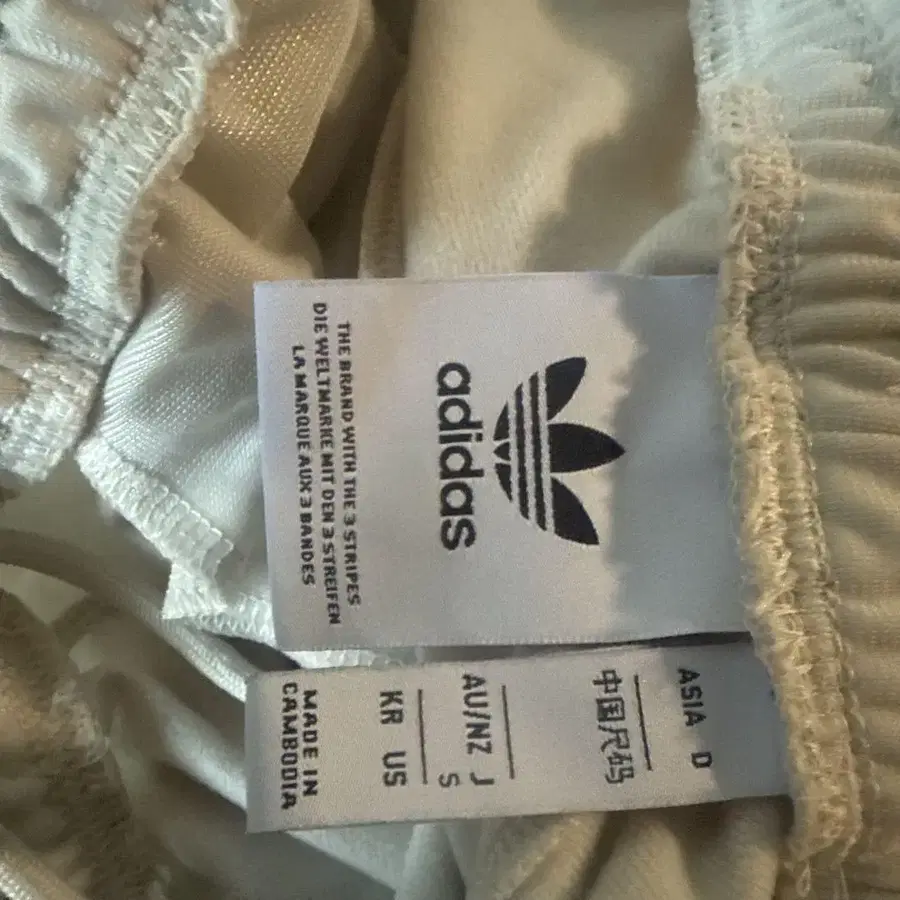 adidas
THE BRAND WITH THE 3 STRIPES
DIE WELTMARKE MIT DEN 3 STREIFEN
LA MARQUE AUX 3 BANDES
ASIA D
中国尺码
AU/NZ J
S
KR US
MADE IN
CAMBODIA